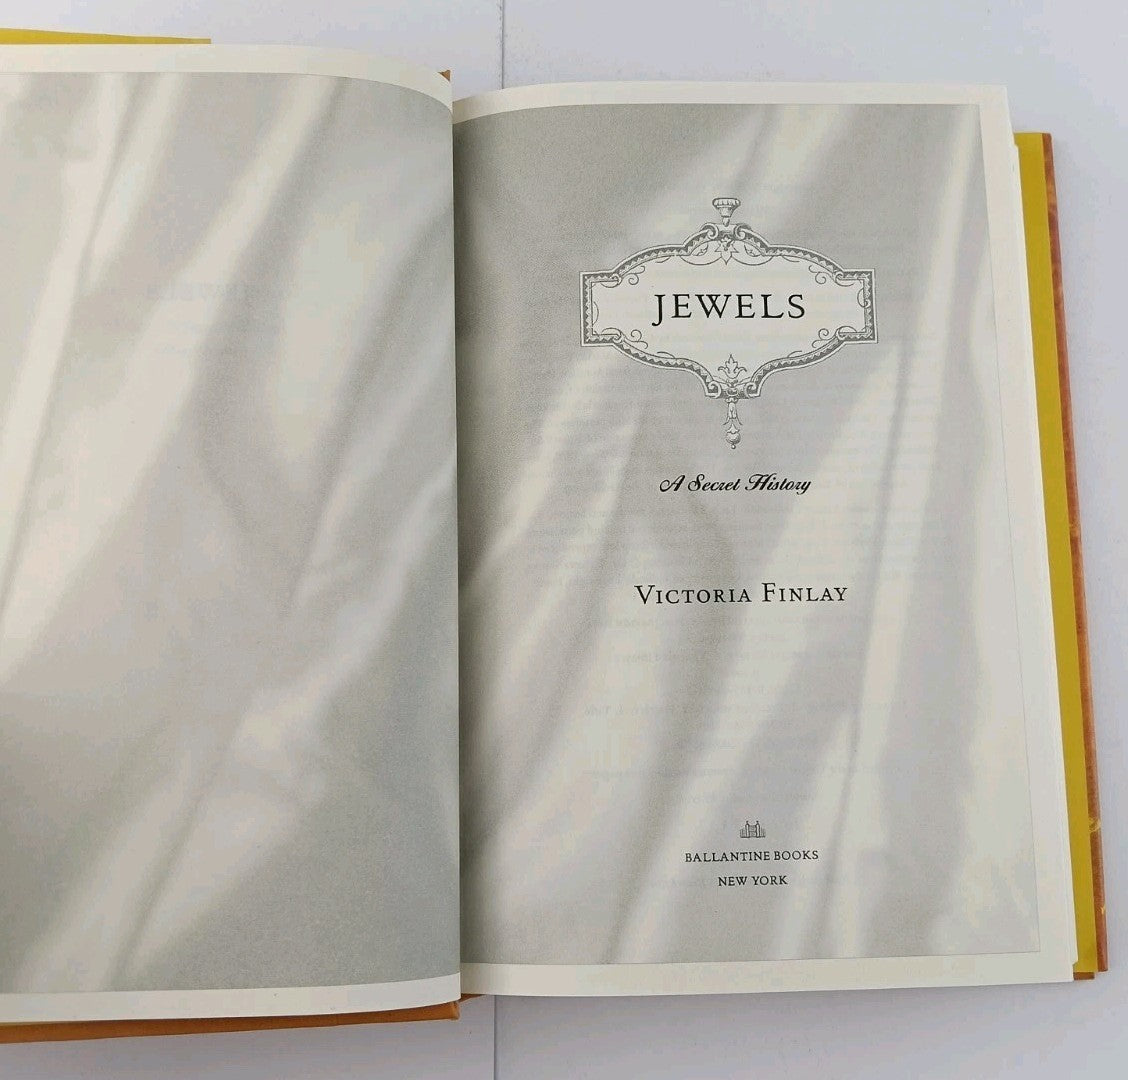 JEWELS
A Secret History
VICTORIA FINLAY
BALLANTINE BOOKS
NEW YORK